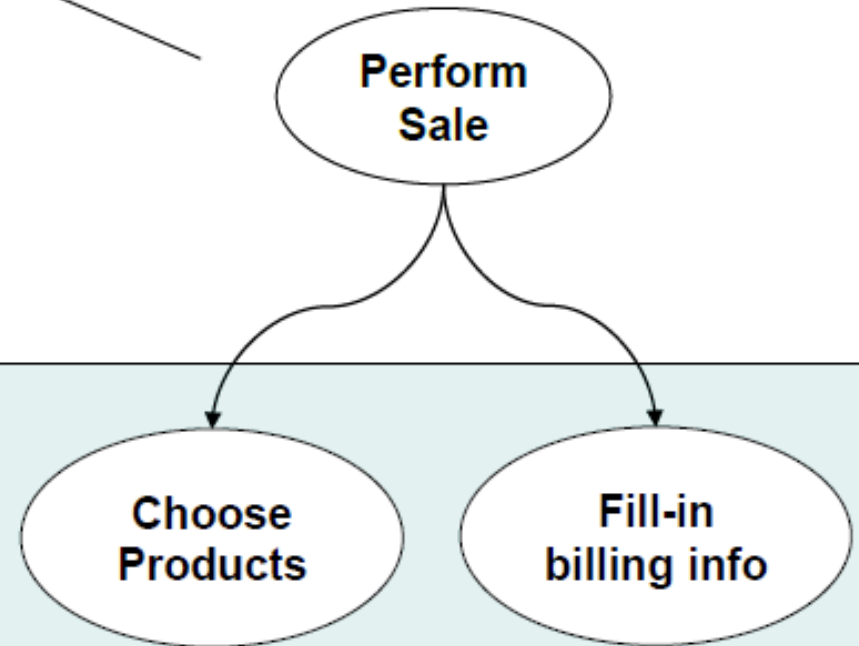 Perform
Sale
Choose
Products
Fill-in
billing info